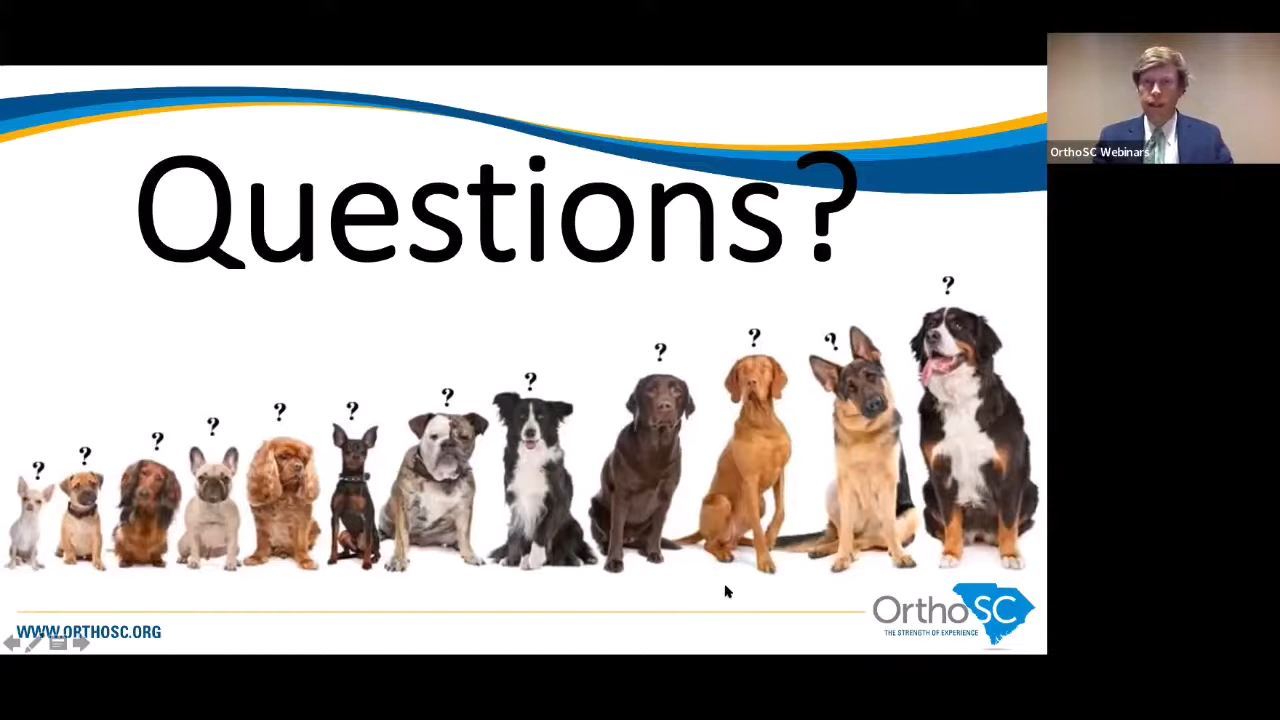 Questions?
? ? ? ? ? ? ? ? ? ? ? ?
OrthoSC Webinars
WWW.ORTHOSC.ORG
OrthoSC
THE STRENGTH OF EXPERIENCE